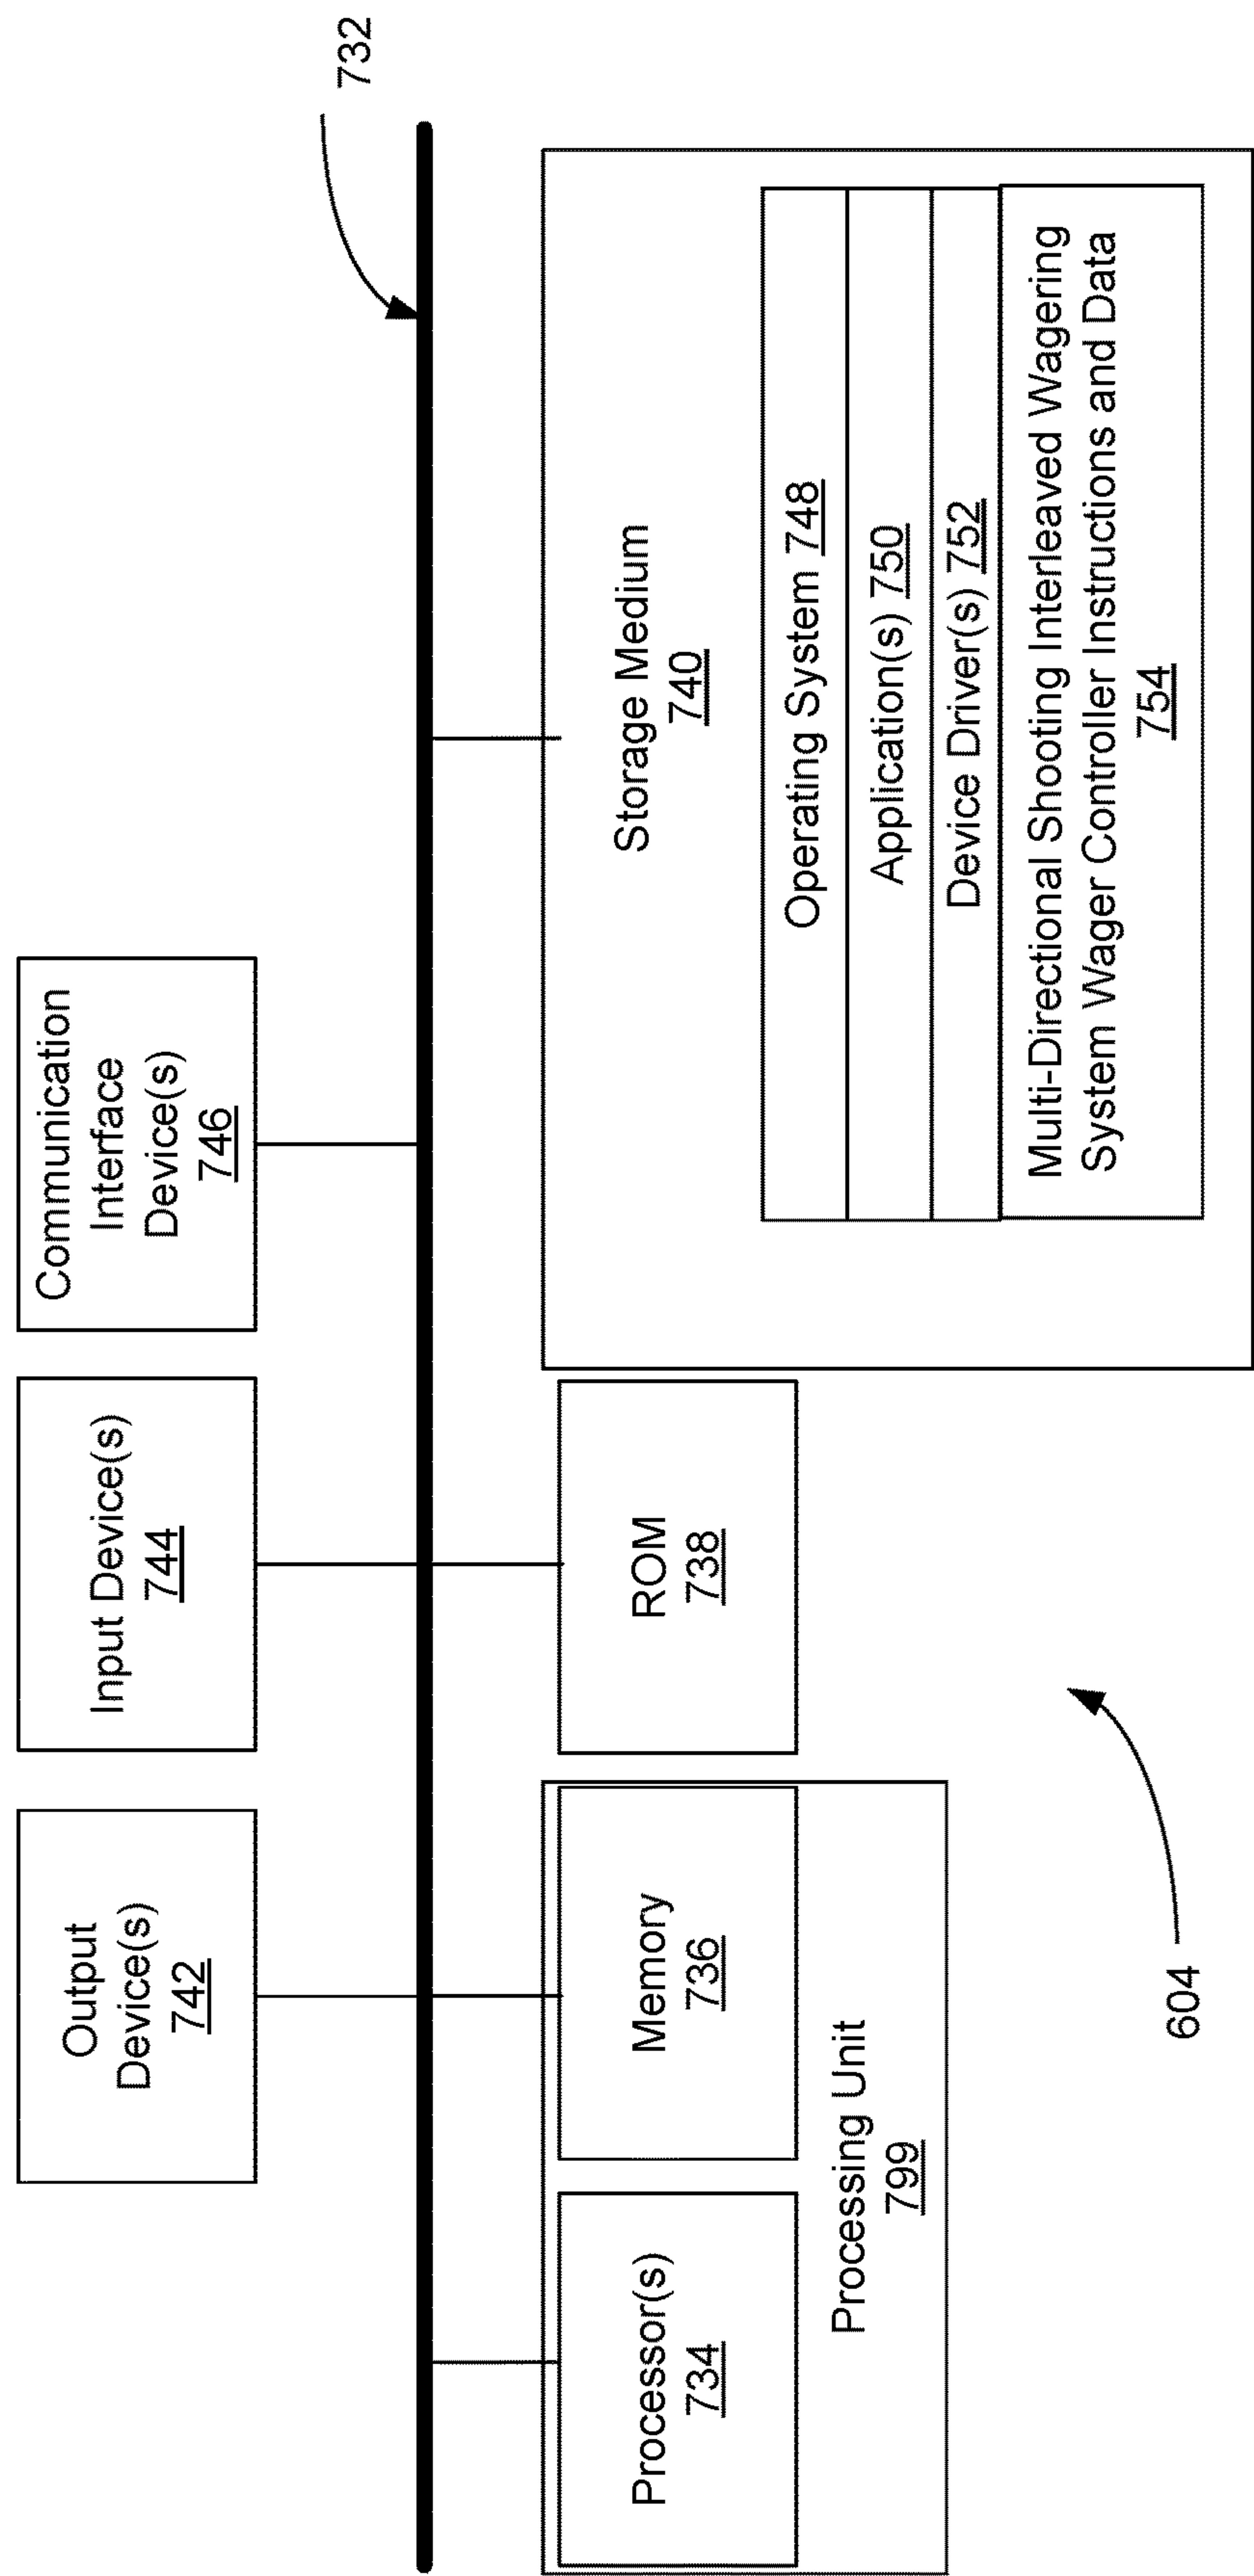 732
Output
Device(s)
742
Input Device(s)
744
Communication
Interface
Device(s)
746
Processor(s)
734
Memory
736
Processing Unit
799
ROM
738
Storage Medium
740
Operating System 748
Application(s) 750
Device Driver(s) 752
Multi-Directional Shooting Interleaved Wagering
System Wager Controller Instructions and Data
754
604